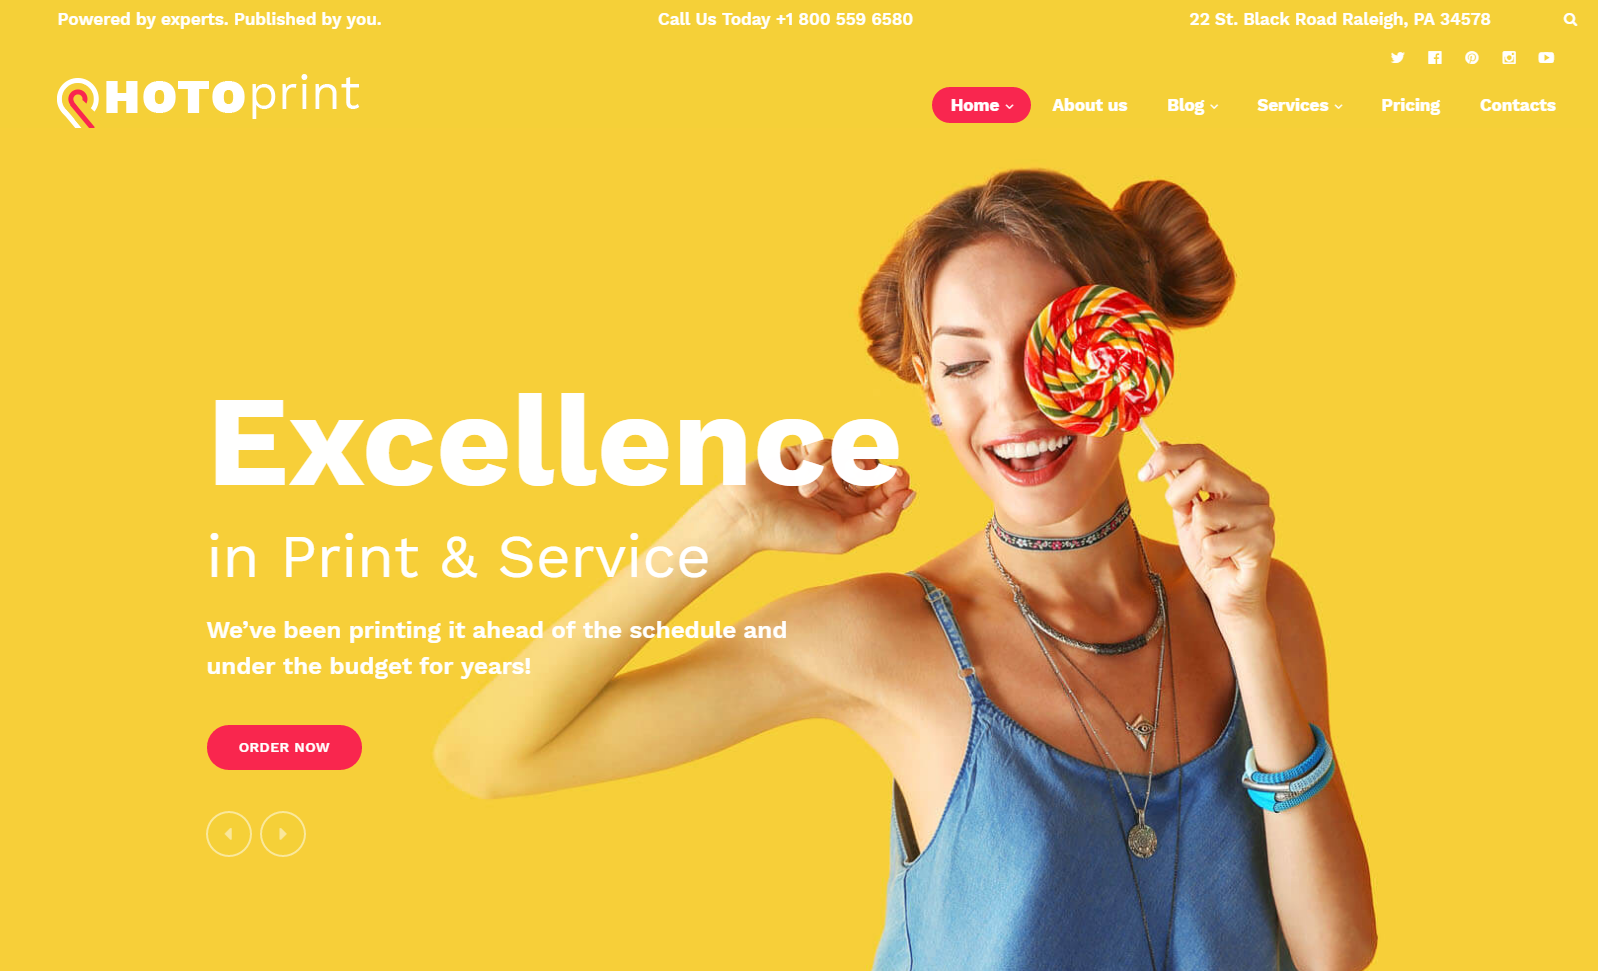 Powered by experts. Published by you.
Call Us Today +1 800 559 6580
22 St. Black Road Raleigh, PA 34578
PHOTOprint
Home
About us
Blog
Services
Pricing
Contacts
Excellence
in Print & Service
We’ve been printing it ahead of the schedule and
under the budget for years!
ORDER NOW